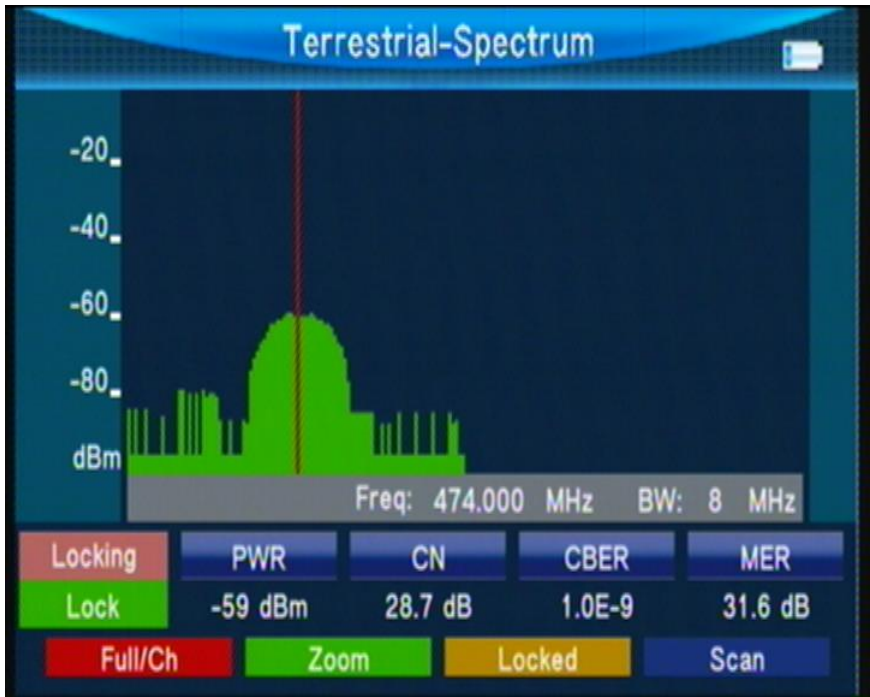 Terrestrial-Spectrum
-20
-40
-60
-80
dBm
Freq: 474.000 MHz BW: 8 MHz
Locking PWR CN CBER MER
Lock -59 dBm 28.7 dB 1.0E-9 31.6 dB
Full/Ch Zoom Locked Scan